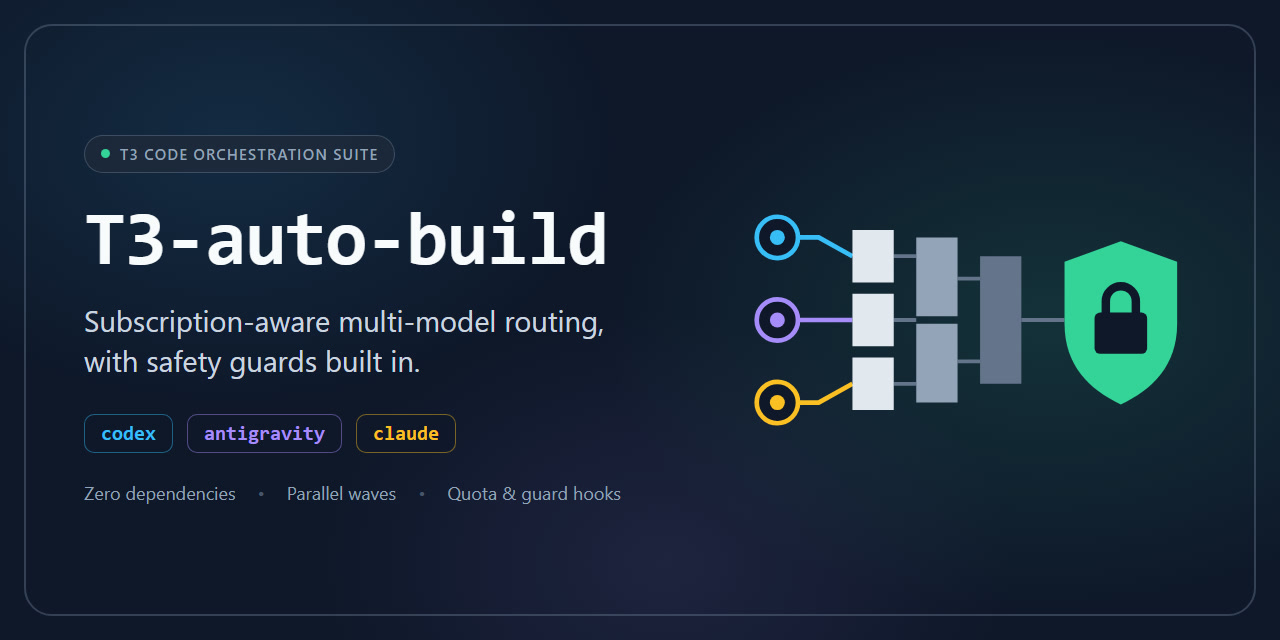 T3 CODE ORCHESTRATION SUITE
T3-auto-build
Subscription-aware multi-model routing,
with safety guards built in.
codex antigravity claude
Zero dependencies • Parallel waves • Quota & guard hooks